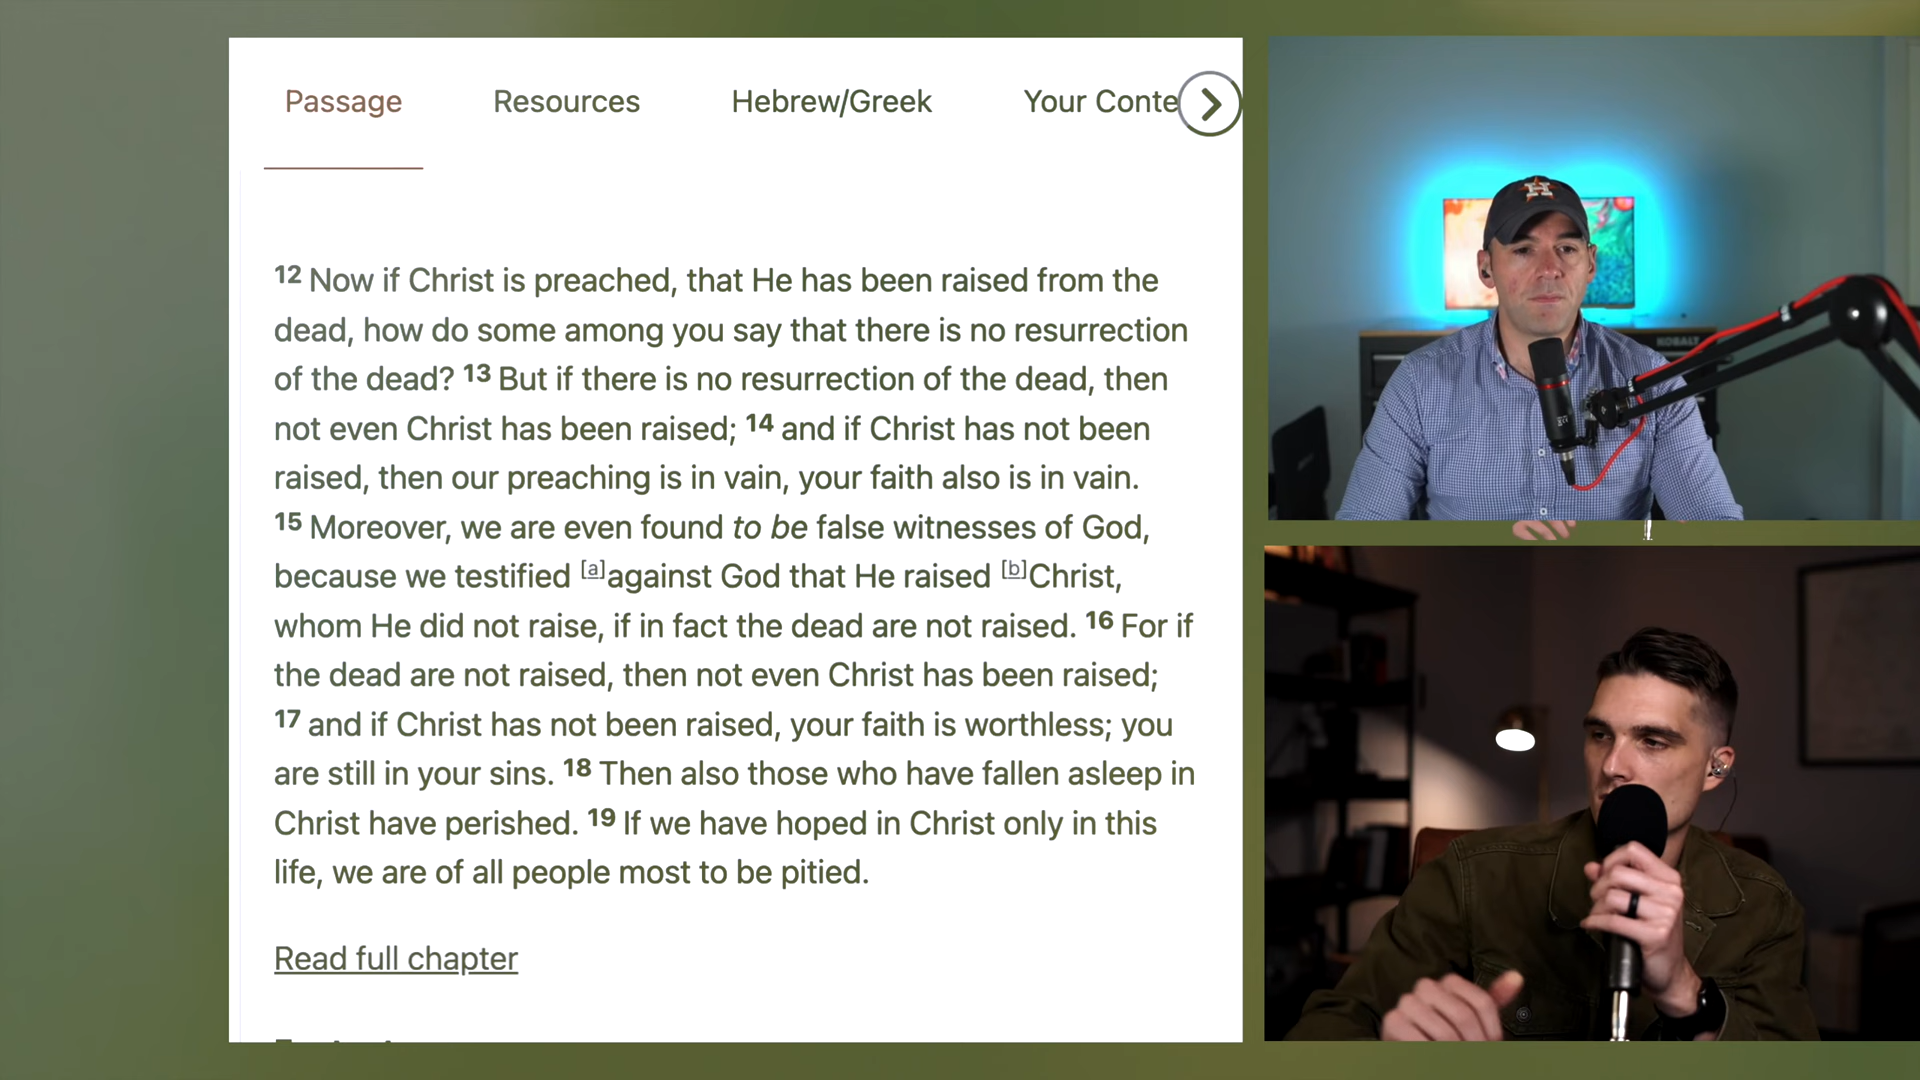 Passage Resources Hebrew/Greek Your Conte
12 Now if Christ is preached, that He has been raised from the
dead, how do some among you say that there is no resurrection
of the dead? 13 But if there is no resurrection of the dead, then
not even Christ has been raised; 14 and if Christ has not been
raised, then our preaching is in vain, your faith also is in vain.
15 Moreover, we are even found to be false witnesses of God,
because we testified [a]against God that He raised [b]Christ,
whom He did not raise, if in fact the dead are not raised. 16 For if
the dead are not raised, then not even Christ has been raised;
17 and if Christ has not been raised, your faith is worthless; you
are still in your sins. 18 Then also those who have fallen asleep in
Christ have perished. 19 If we have hoped in Christ only in this
life, we are of all people most to be pitied.
Read full chapter
H
KOBALT